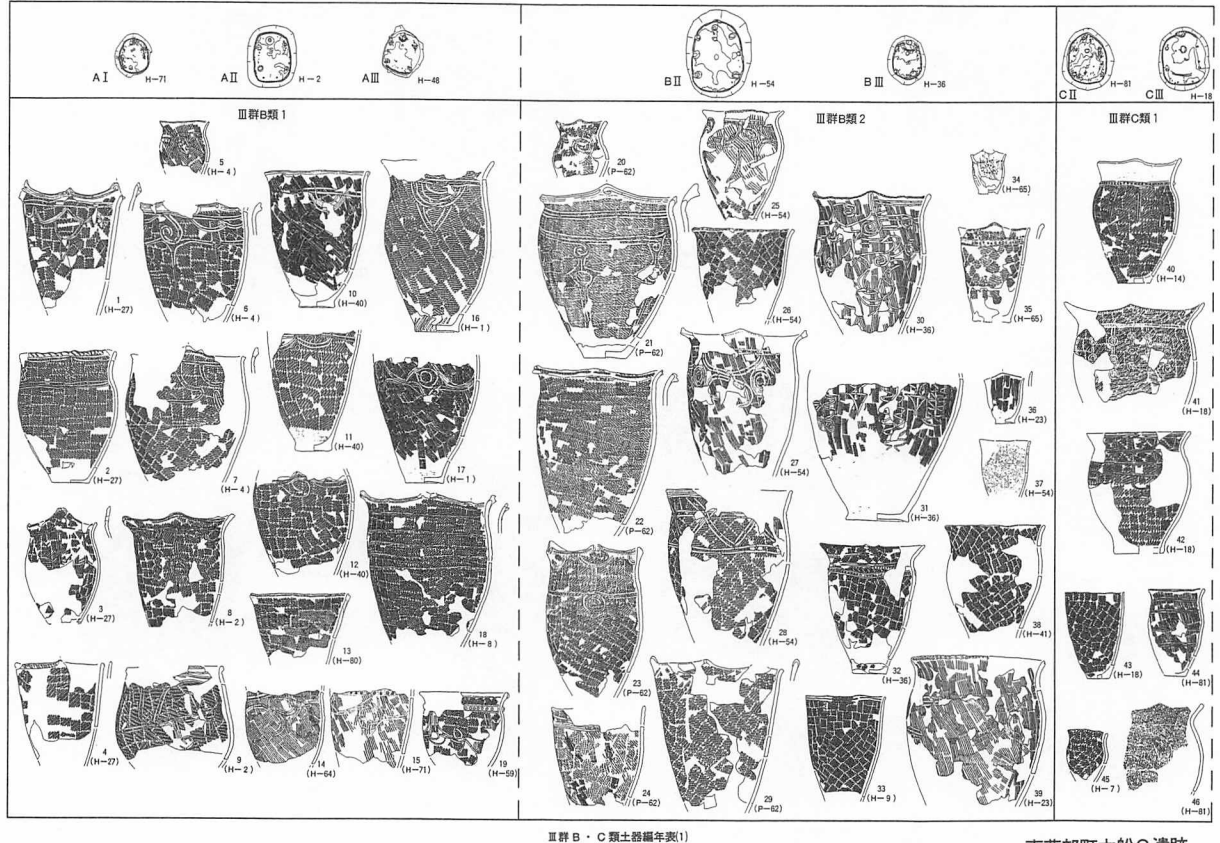 AⅠ H-71
AⅡ H-2
AⅢ H-48
BⅡ H-54
BⅢ H-36
CⅡ H-81
CⅢ H-18
Ⅲ群B類1
5
(H-4)
1
(H-27)
6
(H-4)
10
(H-40)
16
(H-1)
2
(H-27)
7
(H-4)
11
(H-40)
17
(H-1)
3
(H-27)
8
(H-2)
12
(H-40)
13
(H-80)
18
(H-8)
4
(H-27)
9
(H-2)
14
(H-64)
15
(H-71)
19
(H-59)
Ⅲ群B類2
20
(P-62)
25
(H-54)
34
(H-65)
21
(P-62)
26
(H-54)
30
(H-36)
35
(H-65)
22
(P-62)
27
(H-54)
31
(H-36)
36
(H-23)
37
(H-54)
23
(P-62)
28
(H-54)
32
(H-36)
38
(H-41)
24
(P-62)
29
(P-62)
33
(H-9)
39
(H-23)
Ⅲ群C類1
40
(H-14)
41
(H-18)
42
(H-18)
43
(H-18)
44
(H-81)
45
(H-7)
46
(H-81)
Ⅲ群B・C類土器編年表(1)